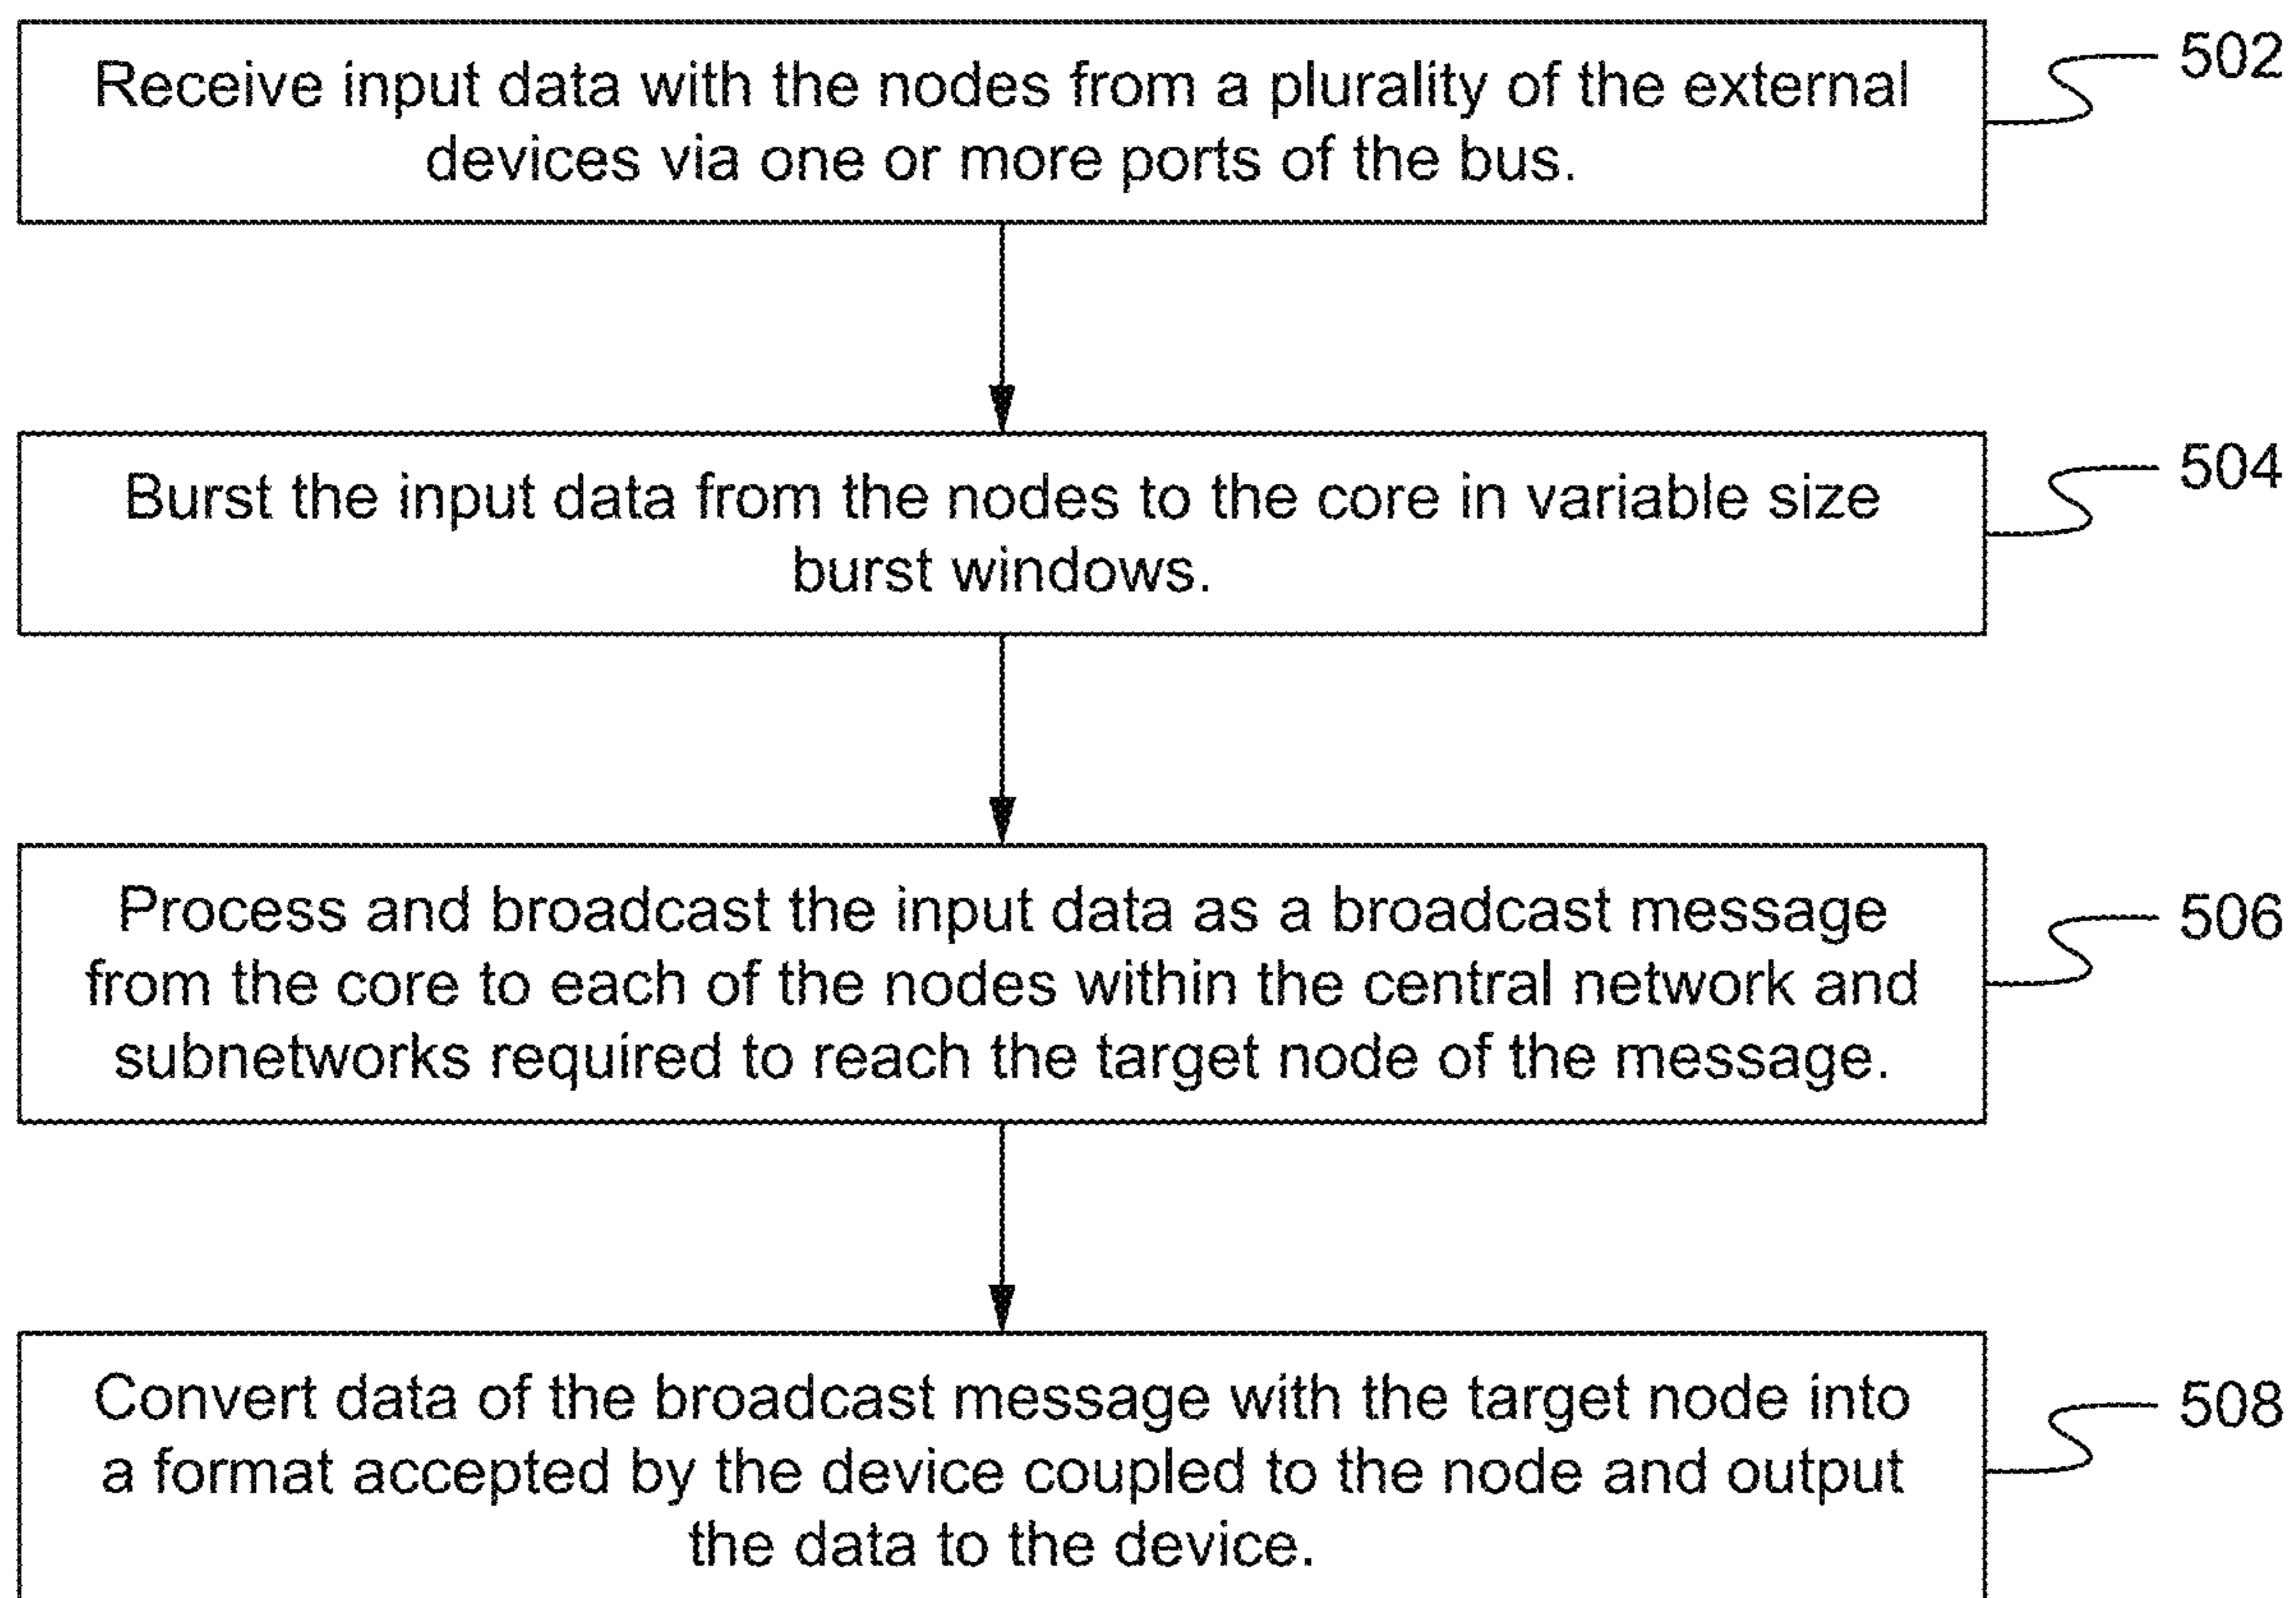 Receive input data with the nodes from a plurality of the external
devices via one or more ports of the bus.
502
Burst the input data from the nodes to the core in variable size
burst windows.
504
Process and broadcast the input data as a broadcast message
from the core to each of the nodes within the central network and
subnetworks required to reach the target node of the message.
506
Convert data of the broadcast message with the target node into
a format accepted by the device coupled to the node and output
the data to the device.
508